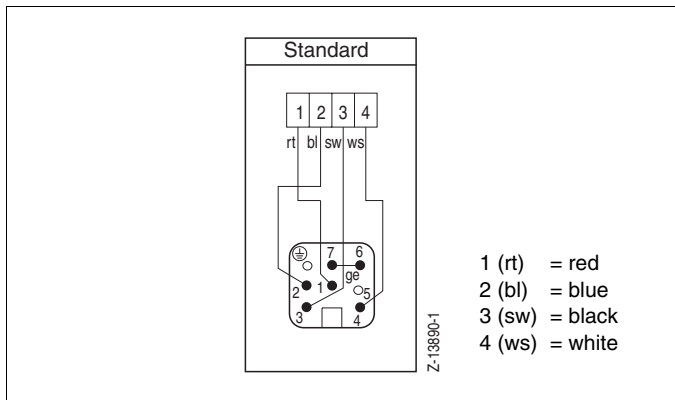 Standard
1 2 3 4
rt bl sw ws
7 6
ge
2 1 5
3 4
Z-13890-1
1 (rt) = red
2 (bl) = blue
3 (sw) = black
4 (ws) = white